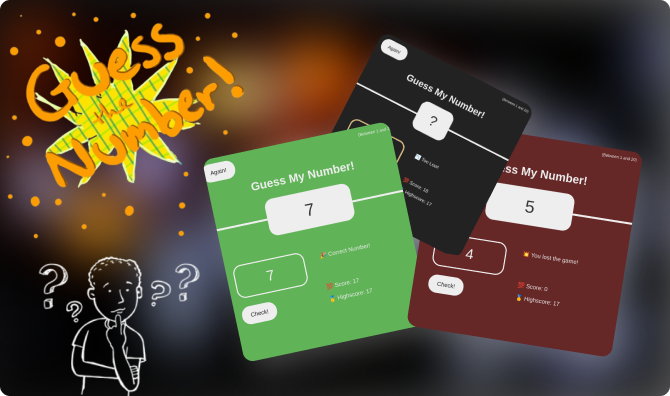 Guess
the
Number!
? ? ? ?
Again!
(Between 1 and 20)
Guess My Number!
?
📉 Too Low!
💯 Score: 18
Highscore: 17
Again!
(Between 1 and
Guess My Number!
7
7
🎉 Correct Number!
Check!
💯 Score: 17
🥇 Highscore: 17
(Between 1 and 20)
ss My Number!
5
4
💥 You lost the game!
Check!
💯 Score: 0
🥇 Highscore: 17